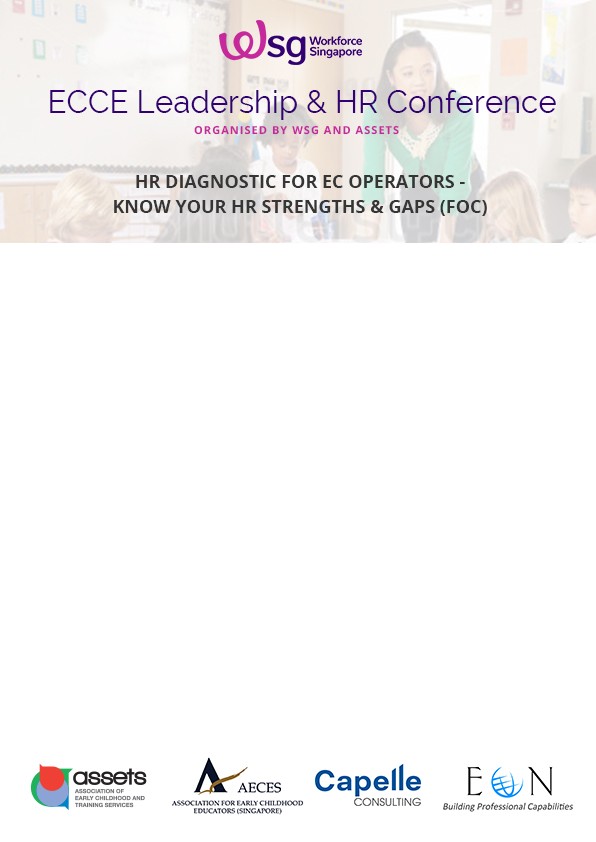 wsg Workforce
Singapore
ECCE Leadership & HR Conference
ORGANISED BY WSG AND ASSETS
HR DIAGNOSTIC FOR EC OPERATORS -
KNOW YOUR HR STRENGTHS & GAPS (FOC)
assets
ASSOCIATION OF
EARLY CHILDHOOD AND
TRAINING SERVICES
AECES
ASSOCIATION FOR EARLY CHILDHOOD
EDUCATORS (SINGAPORE)
Capelle
CONSULTING
EON
Building Professional Capabilities